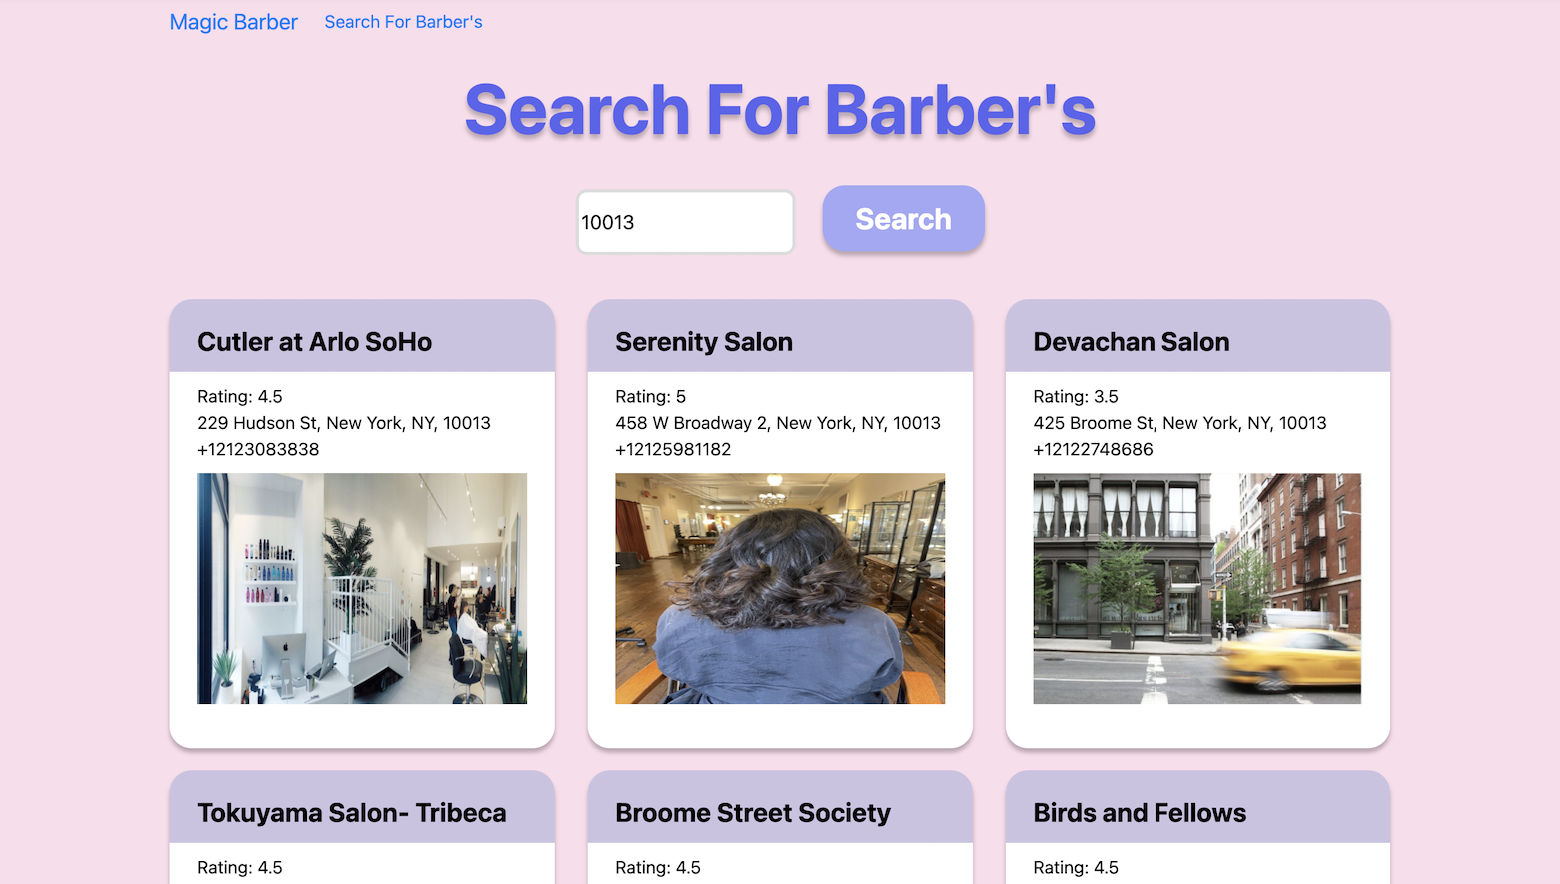 Magic Barber Search For Barber's
Search For Barber's
10013 Search
Cutler at Arlo SoHo
Rating: 4.5
229 Hudson St, New York, NY, 10013
+12123083838
Serenity Salon
Rating: 5
458 W Broadway 2, New York, NY, 10013
+12125981182
Devachan Salon
Rating: 3.5
425 Broome St, New York, NY, 10013
+12122748686
Tokuyama Salon- Tribeca
Rating: 4.5
Broome Street Society
Rating: 4.5
Birds and Fellows
Rating: 4.5